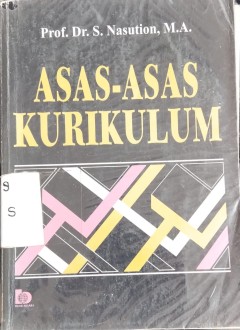 Prof. Dr. S. Nasution, M.A.
ASAS-ASAS
KURIKULUM
S